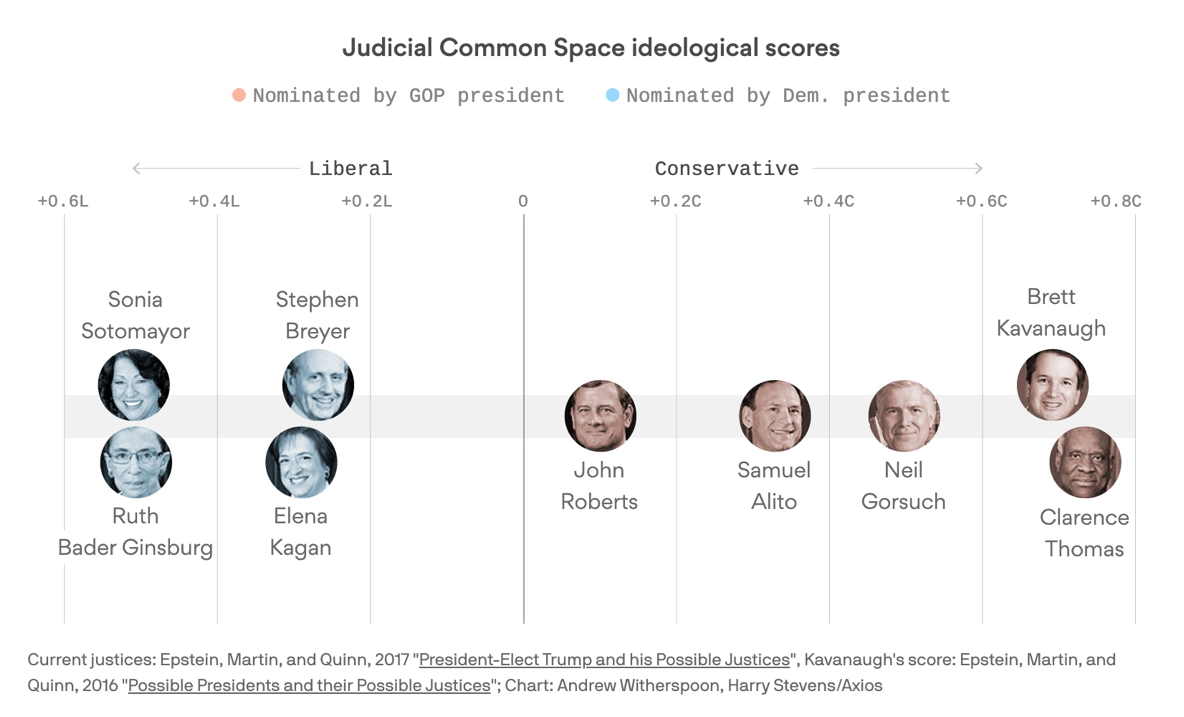 Judicial Common Space ideological scores
Nominated by GOP president
Nominated by Dem. president
Liberal
Conservative
+0.6L
+0.4L
+0.2L
0
+0.2C
+0.4C
+0.6C
+0.8C
Sonia
Sotomayor
Stephen
Breyer
Brett
Kavanaugh
John
Roberts
Samuel
Alito
Neil
Gorsuch
Ruth
Bader Ginsburg
Elena
Kagan
Clarence
Thomas
Current justices: Epstein, Martin, and Quinn, 2017 "President-Elect Trump and his Possible Justices", Kavanaugh's score: Epstein, Martin, and
Quinn, 2016 "Possible Presidents and their Possible Justices"; Chart: Andrew Witherspoon, Harry Stevens/Axios